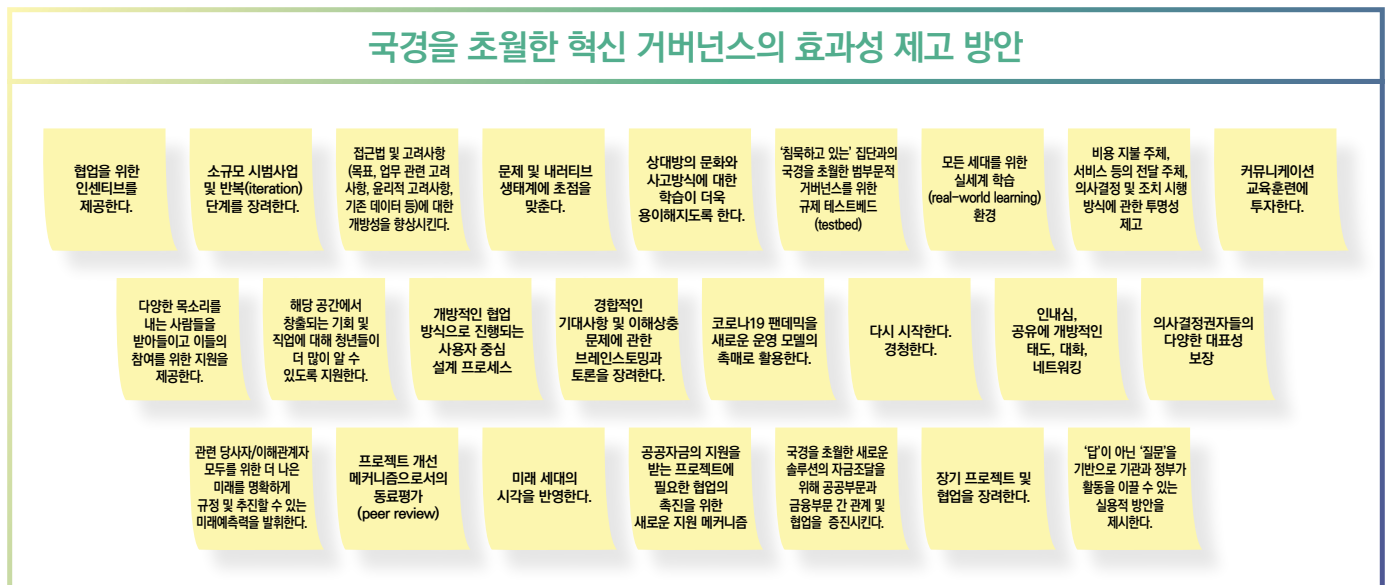 국경을 초월한 혁신 거버넌스의 효과성 제고 방안
협업을 위한
인센티브를
제공한다.
소규모 시범사업
및 반복(iteration)
단계를 장려한다.
접근법 및 고려사항
(목표, 업무 관련 고려
사항, 윤리적 고려사항,
기존 데이터 등)에 대한
개방성을 향상시킨다.
문제 및 내러티브
생태계에 초점을
맞춘다.
상대방의 문화와
사고방식에 대한
학습이 더욱
용이해지도록 한다.
‘침묵하고 있는’ 집단과의
국경을 초월한 범부문적
거버넌스를 위한
규제 테스트베드
(testbed)
모든 세대를 위한
실세계 학습
(real-world learning)
환경
비용 지불 주체,
서비스 등의 전달 주체,
의사결정 및 조치 시행
방식에 관한 투명성
제고
커뮤니케이션
교육훈련에
투자한다.
다양한 목소리를
내는 사람들을
받아들이고 이들의
참여를 위한 지원을
제공한다.
해당 공간에서
창출되는 기회 및
직업에 대해 청년들이
더 많이 알 수
있도록 지원한다.
개방적인 협업
방식으로 진행되는
사용자 중심
설계 프로세스
경합적인
기대사항 및 이해상충
문제에 관한
브레인스토밍과
토론을 장려한다.
코로나19 팬데믹을
새로운 운영 모델의
촉매로 활용한다.
다시 시작한다.
경청한다.
인내심,
공유에 개방적인
태도, 대화,
네트워킹
의사결정권자들의
다양한 대표성
보장
관련 당사자/이해관계자
모두를 위한 더 나은
미래를 명확하게
규정 및 추진할 수 있는
미래예측력을 발휘한다.
프로젝트 개선
메커니즘으로서의
동료평가
(peer review)
미래 세대의
시각을 반영한다.
공공자금의 지원을
받는 프로젝트에
필요한 협업의
촉진을 위한
새로운 지원 메커니즘
국경을 초월한 새로운
솔루션의 자금조달을
위해 공공부문과
금융부문 간 관계 및
협업을 증진시킨다.
장기 프로젝트 및
협업을 장려한다.
‘답’이 아닌 ‘질문’을
기반으로 기관과 정부가
활동을 이끌 수 있는
실용적 방안을
제시한다.